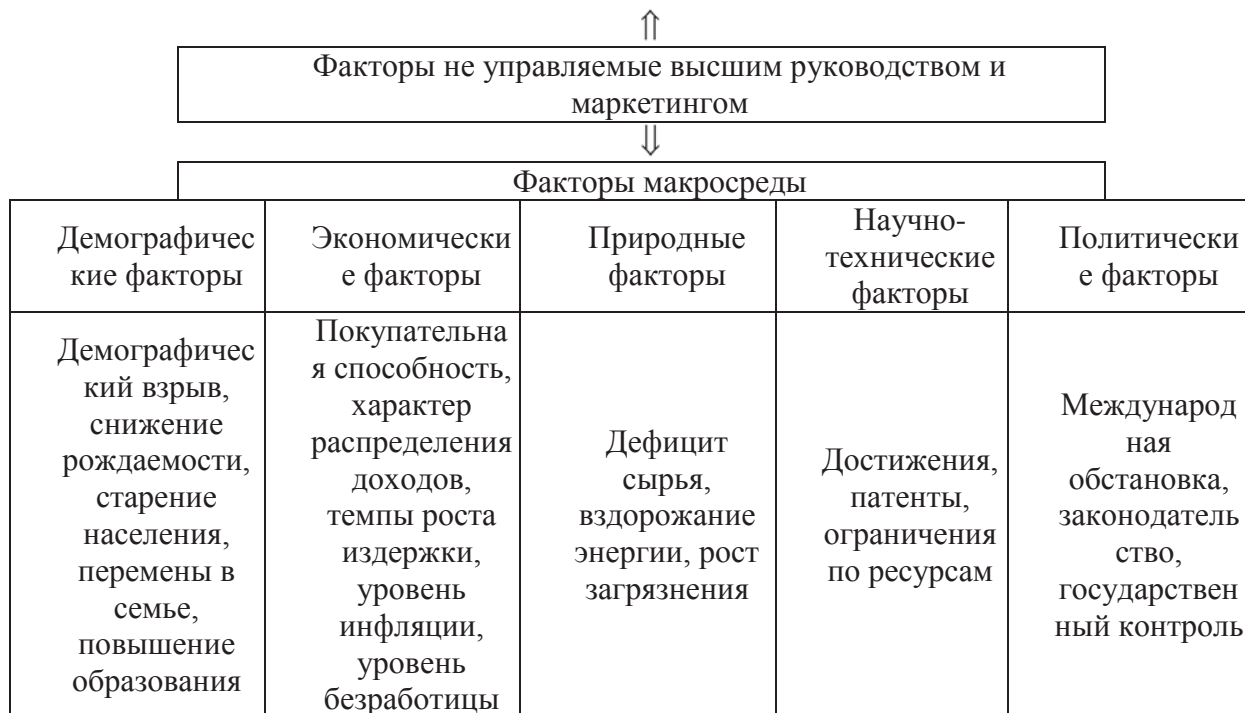 ⇑
Факторы не управляемые высшим руководством и
маркетингом
⇓
Факторы макросреды
Демографичес
кие факторы
Экономически
е факторы
Природные
факторы
Научно-
технические
факторы
Политически
е факторы
Демографичес
кий взрыв,
снижение
рождаемости,
старение
населения,
перемены в
семье,
повышение
образования
Покупательна
я способность,
характер
распределения
доходов,
темпы роста
издержки,
уровень
инфляции,
уровень
безработицы
Дефицит
сырья,
вздорожание
энергии, рост
загрязнения
Достижения,
патенты,
ограничения
по ресурсам
Международ
ная
обстановка,
законодатель
ство,
государствен
ный контроль